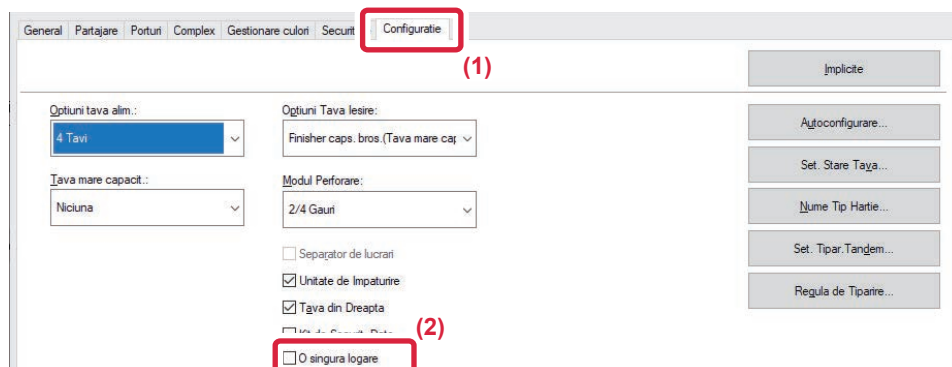 General Partajare Porturi Complex Gestionare culori Securit Configuratie
(1)
Implicite
Optiuni tava alim.: Optiuni Tava Iesire:
4 Tavi Finisher caps. bros.(Tava mare cap
Autoconfigurare...
Set. Stare Tava...
Tava mare capacit.: Modul Perforare:
Niciuna 2/4 Gauri
Nume Tip Hartie...
Separator de lucrari
Set. Tipar.Tandem...
Unitate de Impaturire
Regula de Tiparire...
Tava din Dreapta
(2)
O singura logare